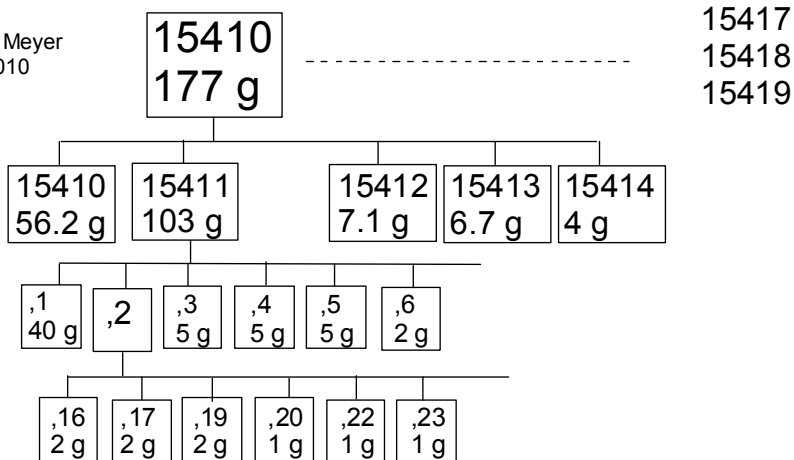 Meyer
15410
177 g
15417
15418
15419
15410
56.2 g
15411
103 g
15412
7.1 g
15413
6.7 g
15414
4 g
,1
40 g
,2
,3
5 g
,4
5 g
,5
5 g
,6
2 g
,16
2 g
,17
2 g
,19
2 g
,20
1 g
,22
1 g
,23
1 g